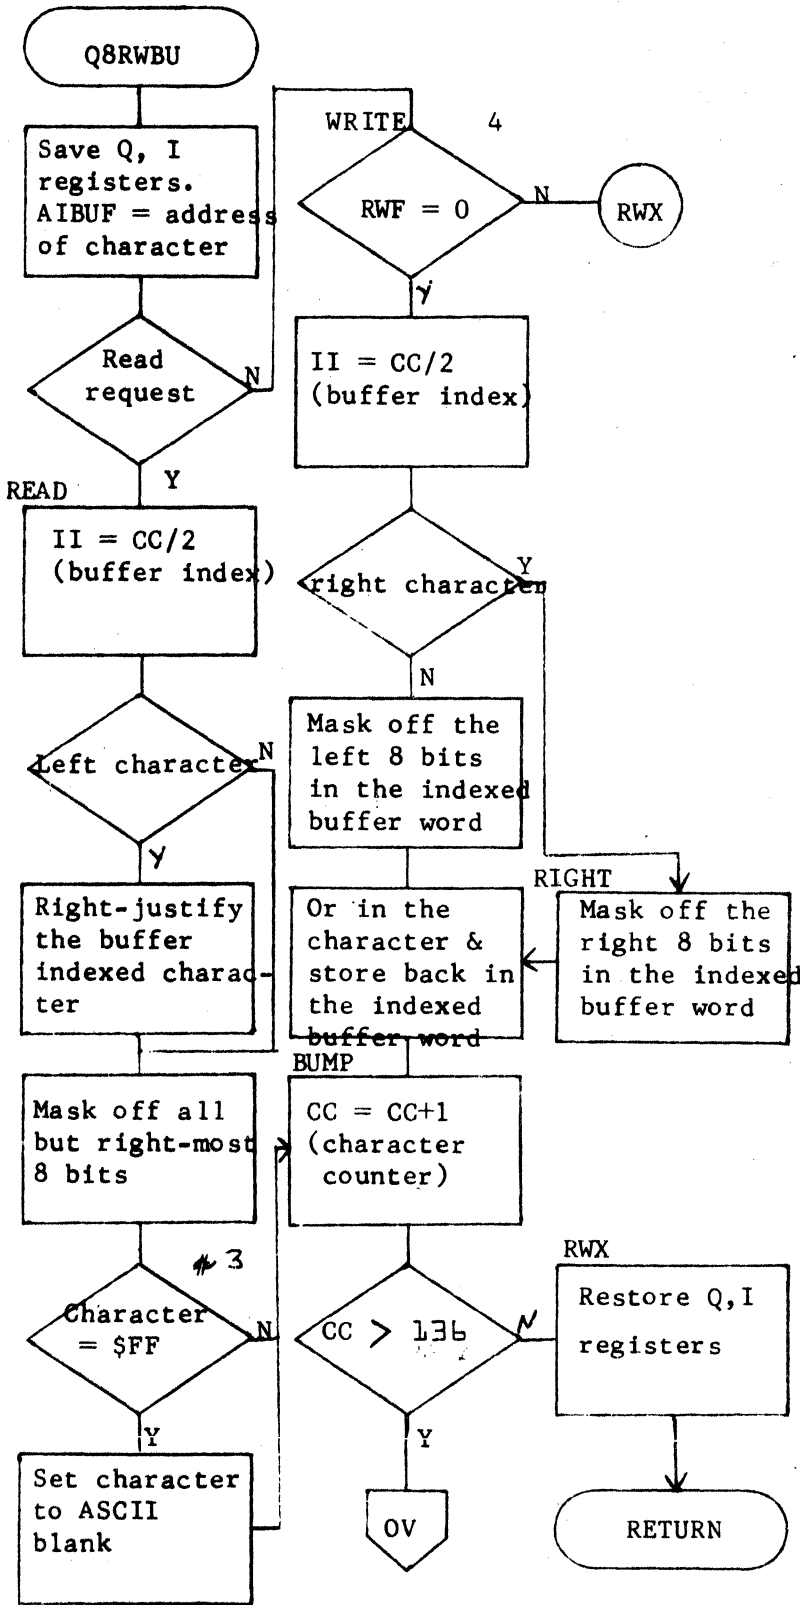 Q8RWBU
Save Q, I
registers.
AIBUF = address
of character
Read
request
N
Y
READ
II = CC/2
(buffer index)
Left character
N
Y
Right-justify
the buffer
indexed charac-
ter
Mask off all
but right-most
8 bits
3
Character
= $FF
N
Y
Set character
to ASCII
blank
WRITE
4
RWF = 0
N
RWX
Y
II = CC/2
(buffer index)
right character
Y
N
Mask off the
left 8 bits
in the indexed
buffer word
RIGHT
Mask off the
right 8 bits
in the indexed
buffer word
Or in the
character &
store back in
the indexed
buffer word
BUMP
CC = CC+1
(character
counter)
CC > 136
N
Y
OV
RWX
Restore Q,I
registers
RETURN